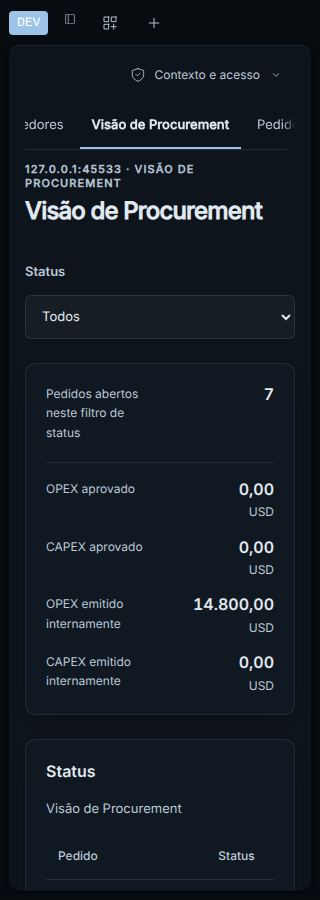 DEV
Contexto e acesso
edores
Visão de Procurement
Pedid
127.0.0.1:45533 · VISÃO DE
PROCUREMENT
Visão de Procurement
Status
Todos
Pedidos abertos
neste filtro de
status
7
OPEX aprovado
0,00
USD
CAPEX aprovado
0,00
USD
OPEX emitido
internamente
14.800,00
USD
CAPEX emitido
internamente
0,00
USD
Status
Visão de Procurement
Pedido
Status